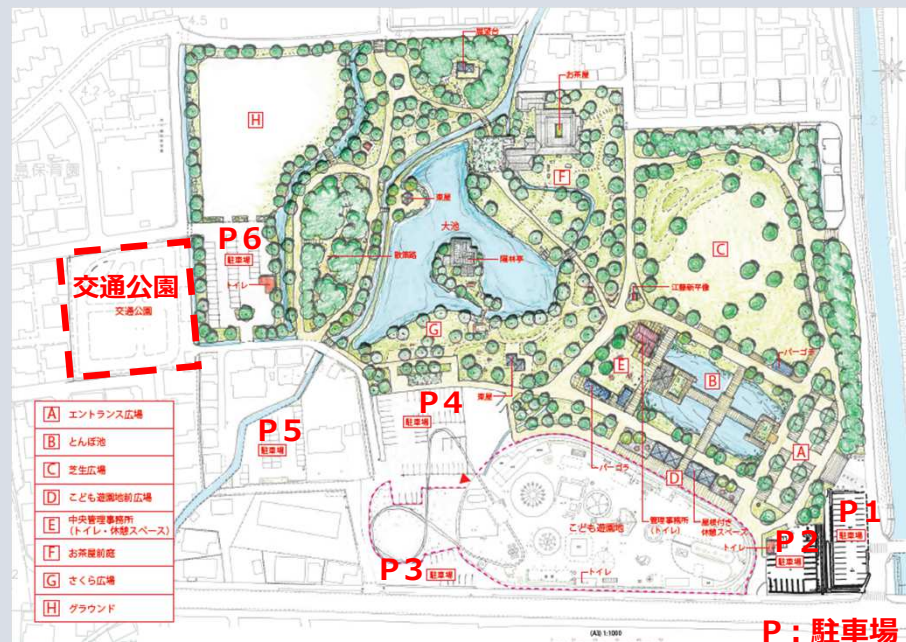 4.5
展望台
お茶屋
H
4.2
F
東屋
大池
C
P6
駐車場
散策路
隔林亭
トイレ
江藤新平像
交通公園
交通公園
G
パーゴラ
E
B
東屋
P4
駐車場
A エントランス広場
B とんぼ池
C 芝生広場
D こども遊園地前広場
E 中央管理事務所
(トイレ・休憩スペース)
F お茶屋前庭
G さくら広場
H グラウンド
P5
駐車場
A
パーゴラ
D
こども遊園地
管理事務所
(トイレ)
屋根付き
休憩スペース
P1
駐車場
トイレ
P2
駐車場
P3
駐車場
トイレ
(A3) 1:1000
P:駐車場